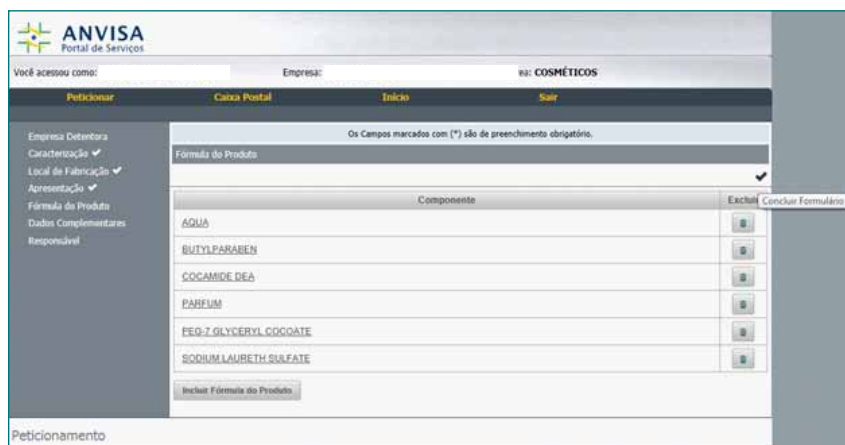 ANVISA
Portal de Serviços
Você acessou como: Empresa: ea: COSMÉTICOS
Peticionar Caixa Postal Início Sair
Empresa Detentora
Caracterização ✔
Local de Fabricação ✔
Apresentação ✔
Fórmula do Produto
Dados Complementares
Responsável
Os Campos marcados com (*) são de preenchimento obrigatório.
Fórmula do Produto
Componente Excluir
Concluir Formulário
AQUA
BUTYLPARABEN
COCAMIDE DEA
PARFUM
PEG-7 GLYCERYL COCOATE
SODIUM LAURETH SULFATE
Incluir Fórmula do Produto
Peticionamento